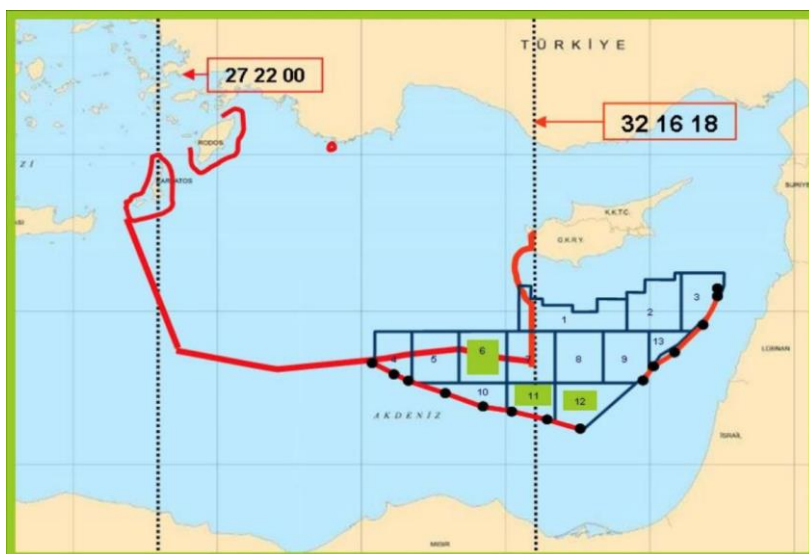 TÜRKİYE
27 22 00
32 16 18
RODOS
SURİYE
K.K.T.C.
G.K.R.Y.
3
2
1
13
LÜBNAN
4
5
6
7
8
9
10
11
12
AKDENİZ
İSRAİL
MISIR